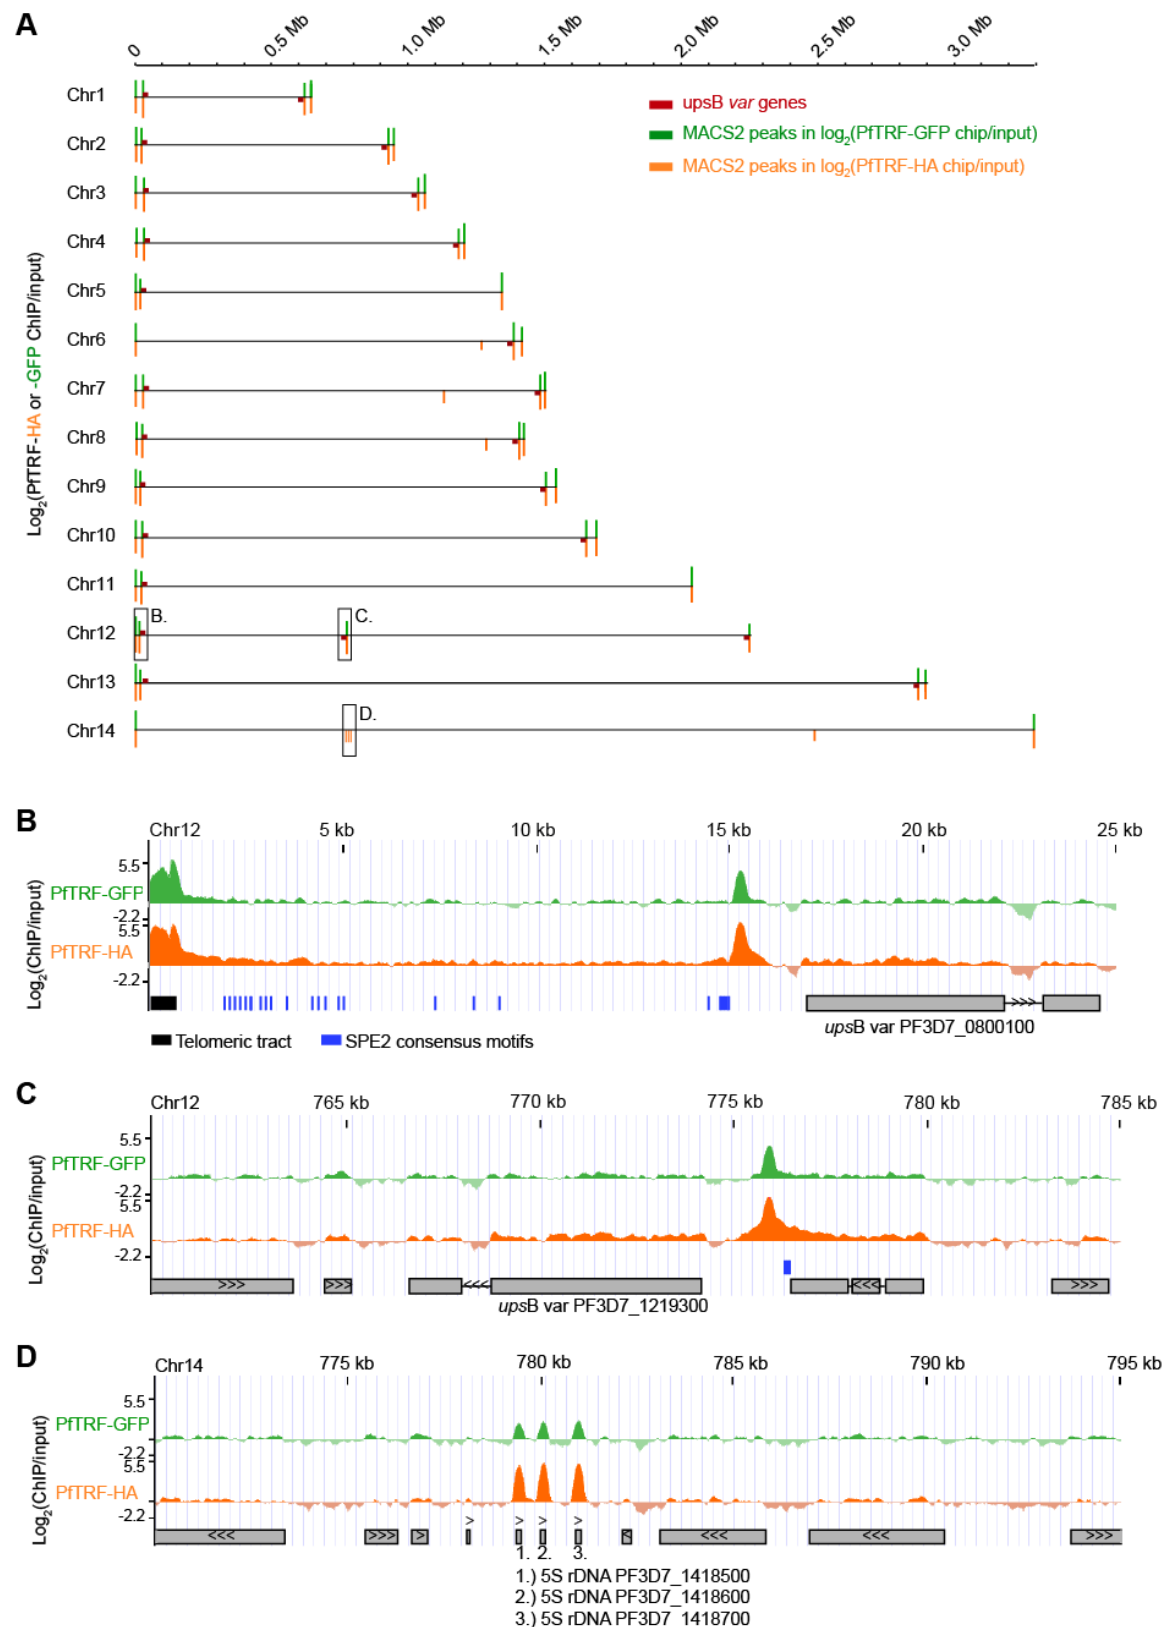 A
0
0.5 Mb
1.0 Mb
1.5 Mb
2.0 Mb
2.5 Mb
3.0 Mb
Log2(PfTRF-HA or -GFP ChIP/input)
Chr1
upsB var genes
MACS2 peaks in log2(PfTRF-GFP chip/input)
MACS2 peaks in log2(PfTRF-HA chip/input)
Chr2
Chr3
Chr4
Chr5
Chr6
Chr7
Chr8
Chr9
Chr10
Chr11
Chr12
B.
C.
Chr13
Chr14
D.
B
Chr12 5 kb 10 kb 15 kb 20 kb 25 kb
Log2(ChIP/input)
5.5
PfTRF-GFP
-2.2
5.5
PfTRF-HA
-2.2
>>>
upsB var PF3D7_0800100
Telomeric tract
SPE2 consensus motifs
C
Chr12 765 kb 770 kb 775 kb 780 kb 785 kb
Log2(ChIP/input)
5.5
PfTRF-GFP
-2.2
5.5
PfTRF-HA
-2.2
>>> >>> <<< <<< >>>
upsB var PF3D7_1219300
D
Chr14 775 kb 780 kb 785 kb 790 kb 795 kb
Log2(ChIP/input)
5.5
PfTRF-GFP
-2.2
5.5
PfTRF-HA
-2.2
> > > >
<<< >>> > < <<< <<< >>>
1. 2. 3.
1.) 5S rDNA PF3D7_1418500
2.) 5S rDNA PF3D7_1418600
3.) 5S rDNA PF3D7_1418700